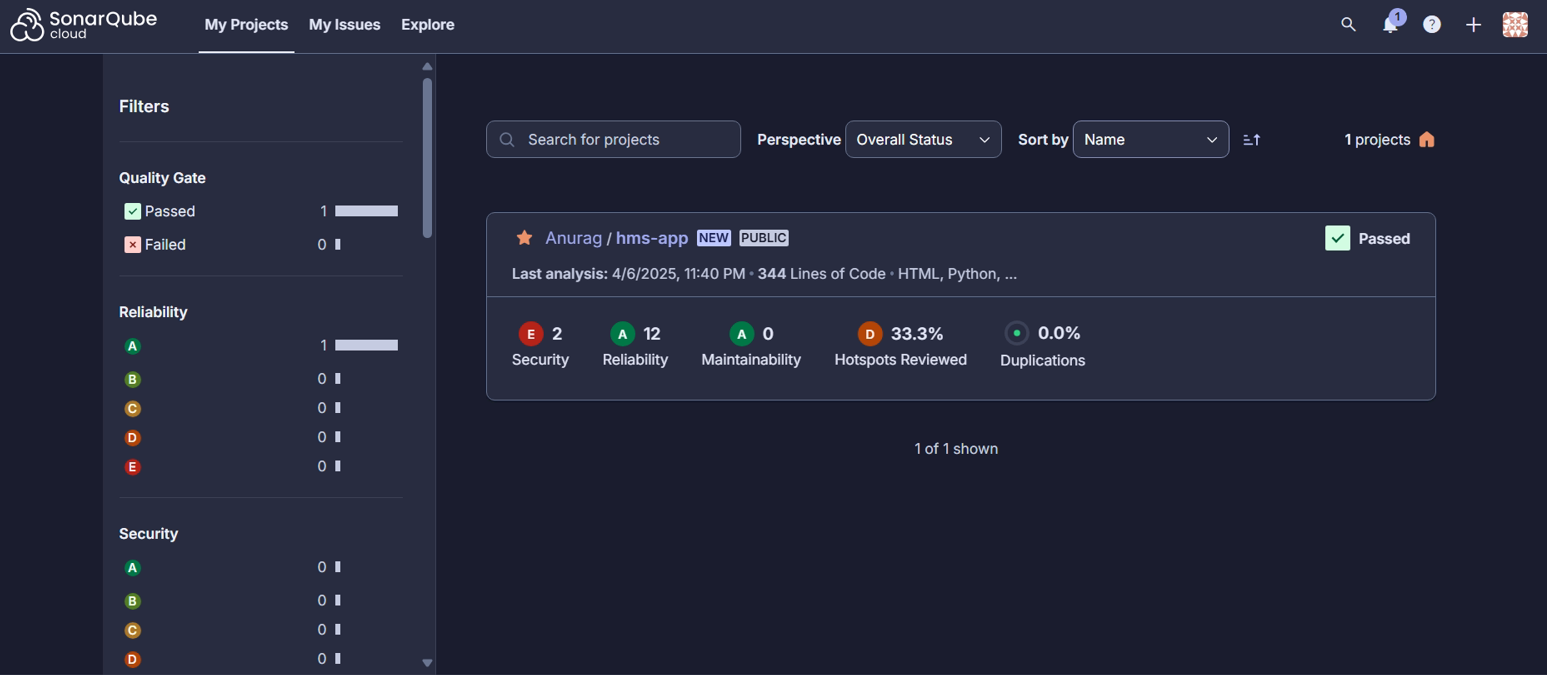 SonarQube
cloud
My Projects My Issues Explore
1
?
Filters
Quality Gate
Passed 1
Failed 0
Reliability
A 1
B 0
C 0
D 0
E 0
Security
A 0
B 0
C 0
D 0
Search for projects Perspective Overall Status Sort by Name 1 projects
Anurag / hms-app NEW PUBLIC Passed
Last analysis: 4/6/2025, 11:40 PM • 344 Lines of Code • HTML, Python, ...
E 2 A 12 A 0 D 33.3% 0.0%
Security Reliability Maintainability Hotspots Reviewed Duplications
1 of 1 shown